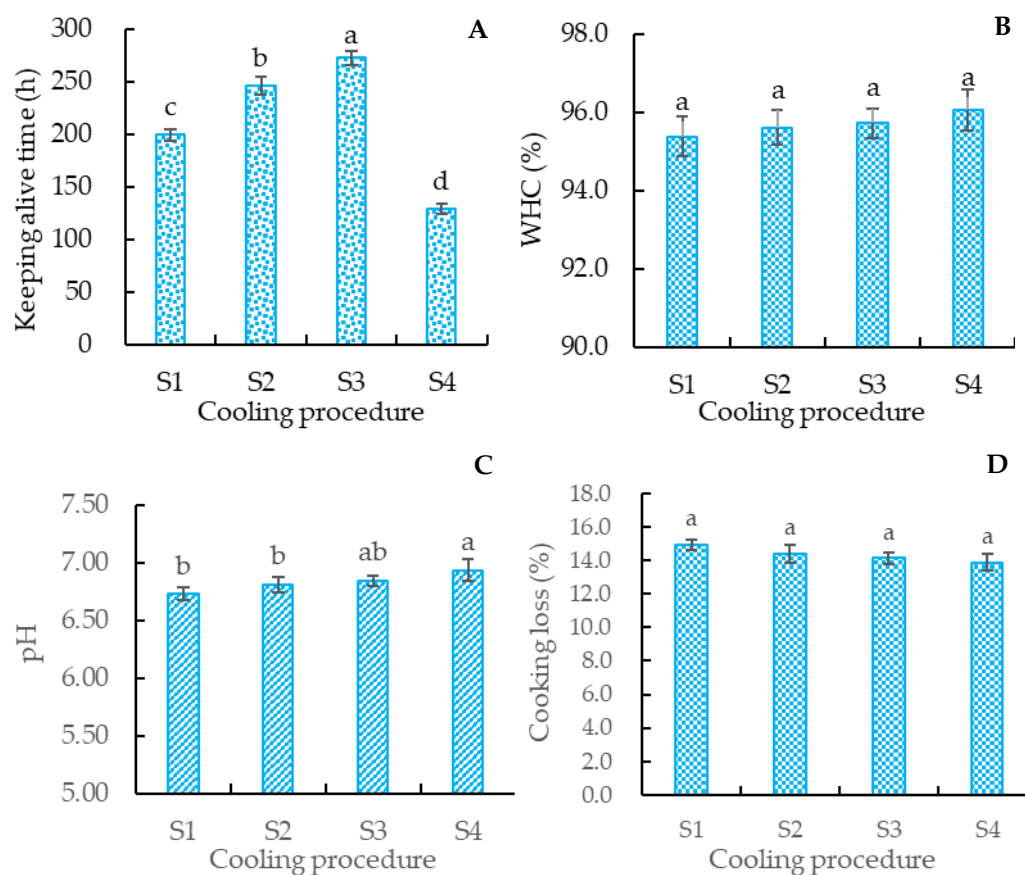 A
Keeping alive time (h)
300
250
200
150
100
50
0
c
b
a
d
S1 S2 S3 S4
Cooling procedure
B
WHC (%)
98.0
96.0
94.0
92.0
90.0
a a a a
S1 S2 S3 S4
Cooling procedure
C
pH
7.50
7.00
6.50
6.00
5.50
5.00
b b ab a
S1 S2 S3 S4
Cooling procedure
D
Cooking loss (%)
18.0
16.0
14.0
12.0
10.0
8.0
6.0
4.0
2.0
0.0
a a a a
S1 S2 S3 S4
Cooling procedure